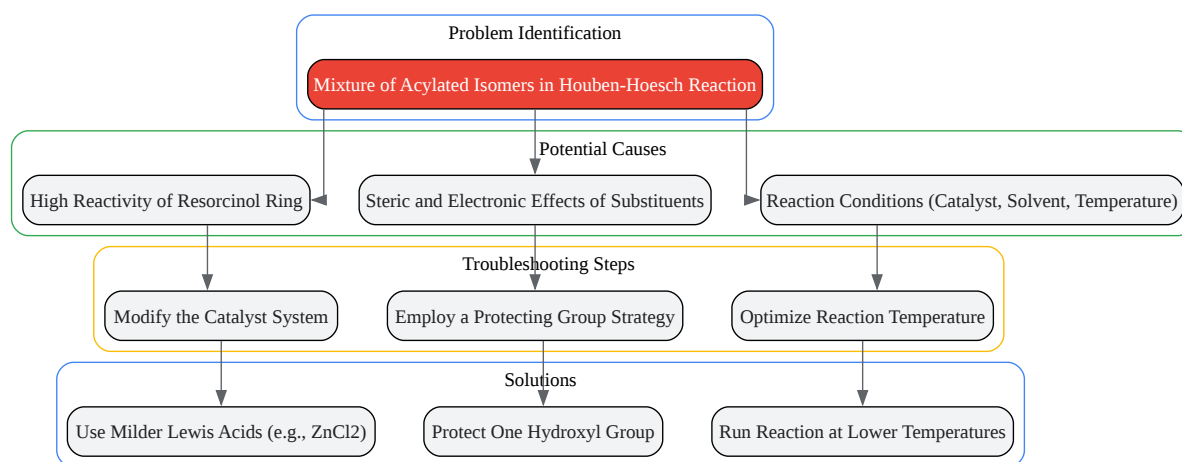 Problem Identification
Mixture of Acylated Isomers in Houben-Hoesch Reaction
Potential Causes
High Reactivity of Resorcinol Ring
Steric and Electronic Effects of Substituents
Reaction Conditions (Catalyst, Solvent, Temperature)
Troubleshooting Steps
Modify the Catalyst System
Employ a Protecting Group Strategy
Optimize Reaction Temperature
Solutions
Use Milder Lewis Acids (e.g., ZnCl2)
Protect One Hydroxyl Group
Run Reaction at Lower Temperatures